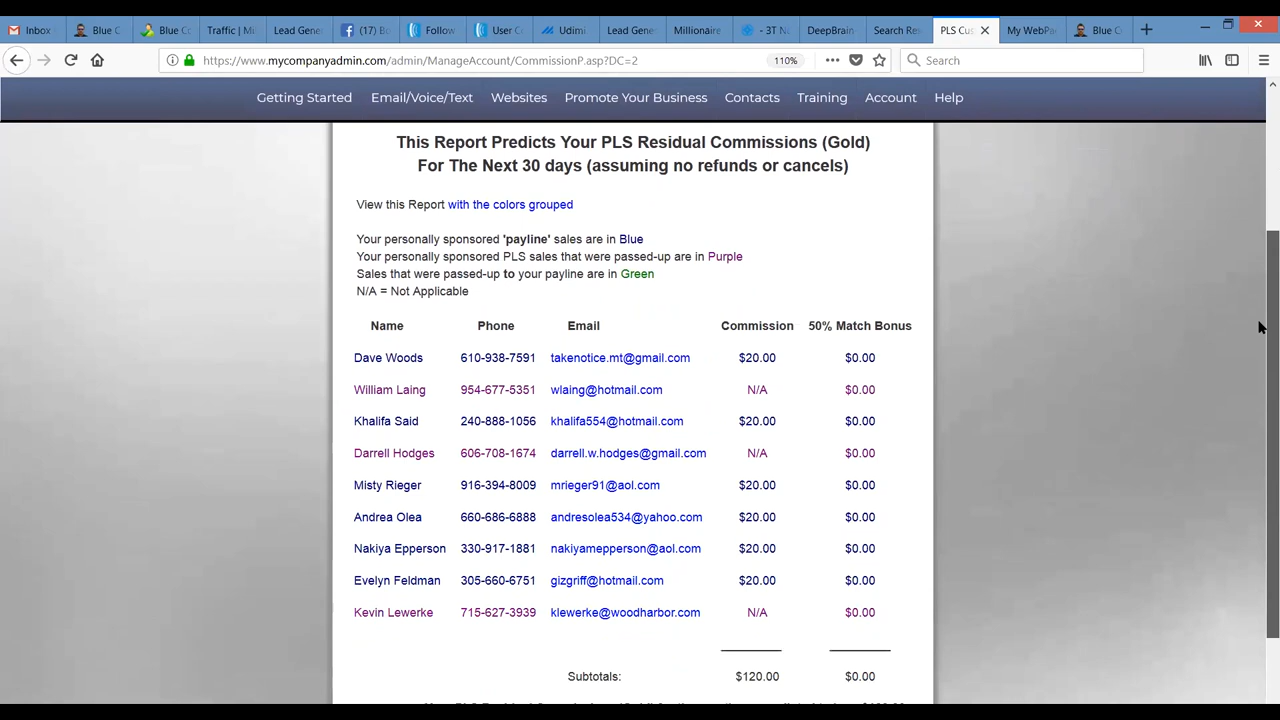 Inbox
Blue C
Blue Co
Traffic | 'Mil
Lead Gene
(17) B
Follow
User C
Udimi
Lead Gene
Millionaire
- 3T N
DeepBrain
Search Res
PLS Cus
My WebPa
Blue C
https://www.mycompanyadmin.com/admin/ManageAccount/CommissionP.asp?DC=2
110%
Search
Getting Started Email/Voice/Text Websites Promote Your Business Contacts Training Account Help
This Report Predicts Your PLS Residual Commissions (Gold)
For The Next 30 days (assuming no refunds or cancels)
View this Report with the colors grouped
Your personally sponsored 'payline' sales are in Blue
Your personally sponsored PLS sales that were passed-up are in Purple
Sales that were passed-up to your payline are in Green
N/A = Not Applicable
Name Phone Email Commission 50% Match Bonus
Dave Woods 610-938-7591 takenotice.mt@gmail.com $20.00 $0.00
William Laing 954-677-5351 wlaing@hotmail.com N/A $0.00
Khalifa Said 240-888-1056 khalifa554@hotmail.com $20.00 $0.00
Darrell Hodges 606-708-1674 darrell.w.hodges@gmail.com N/A $0.00
Misty Rieger 916-394-8009 mrieger91@aol.com $20.00 $0.00
Andrea Olea 660-686-6888 andresolea534@yahoo.com $20.00 $0.00
Nakiya Epperson 330-917-1881 nakiyamepperson@aol.com $20.00 $0.00
Evelyn Feldman 305-660-6751 gizgriff@hotmail.com $20.00 $0.00
Kevin Lewerke 715-627-3939 klewerke@woodharbor.com N/A $0.00
Subtotals: $120.00 $0.00